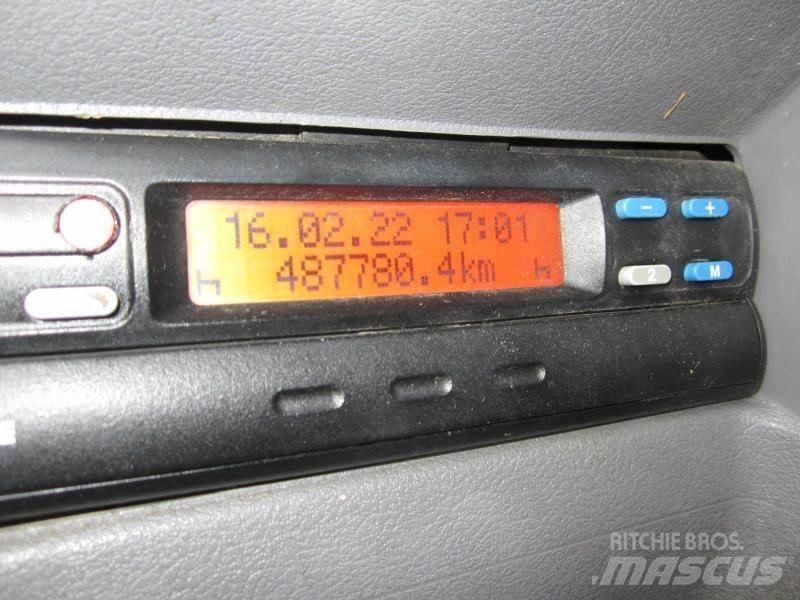 16.02.22 17:01
487780.4km
- +
2 M
RITCHIE BROS.
MASCUS